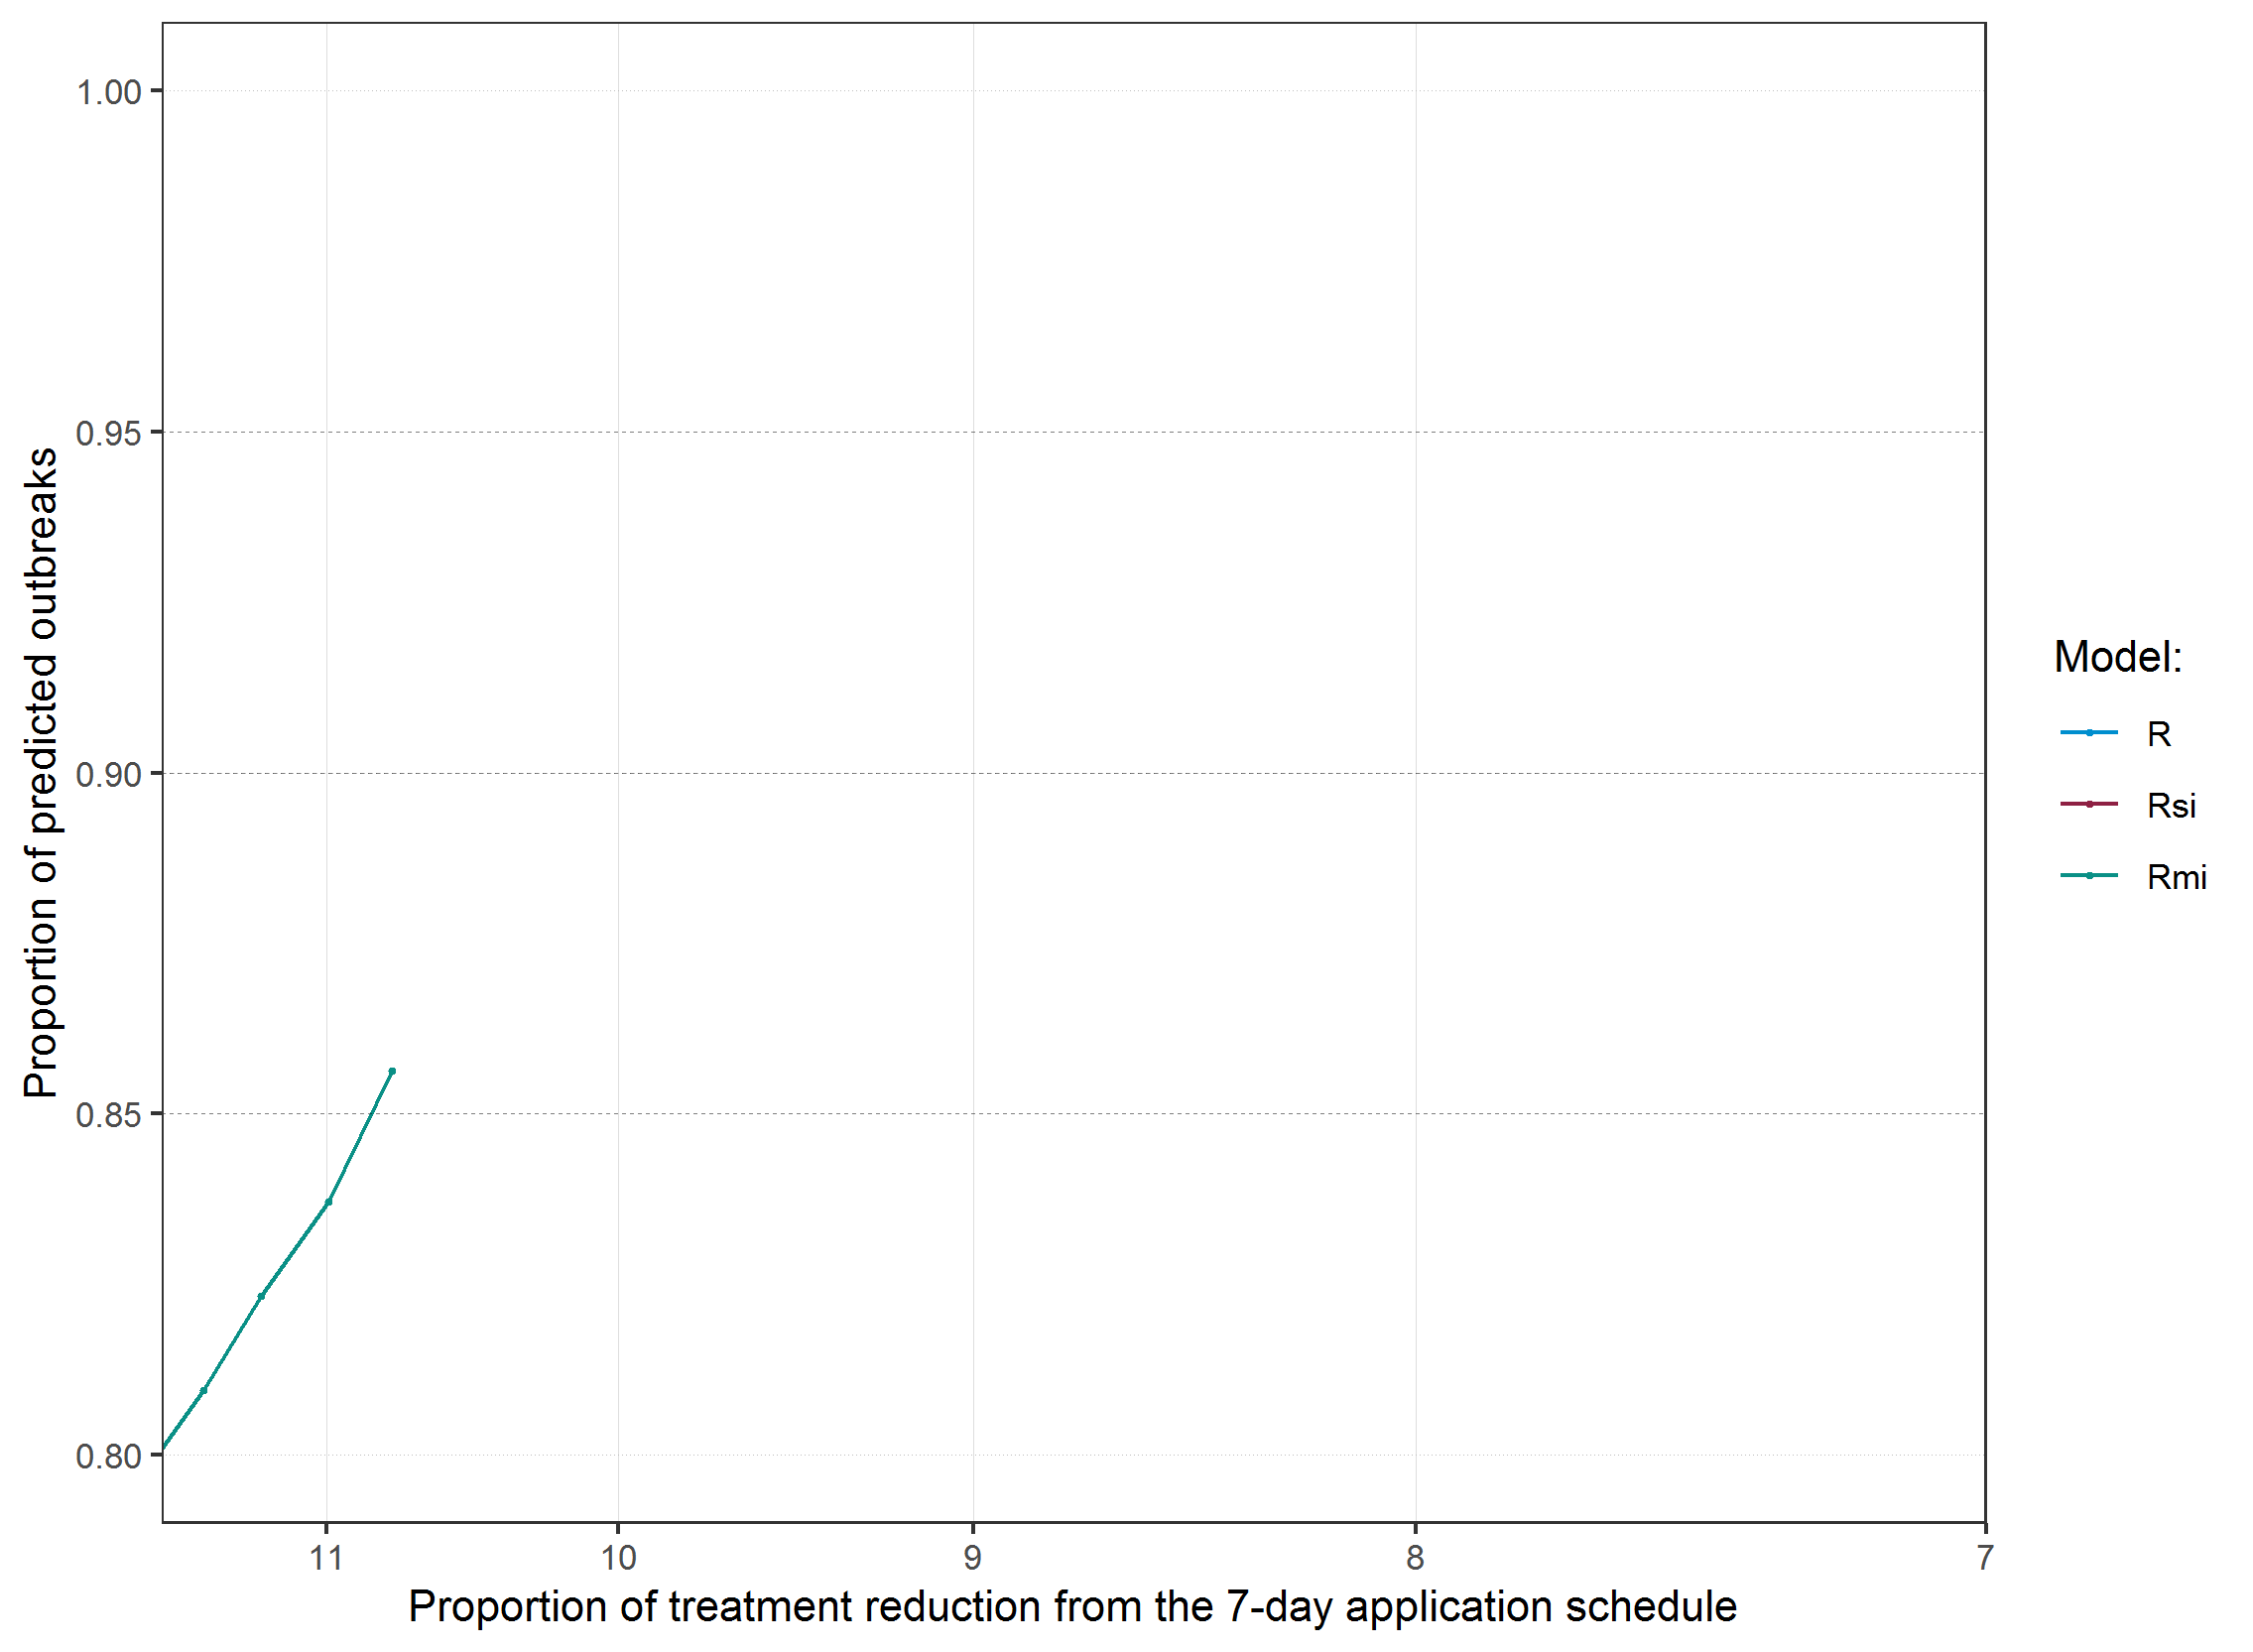 Proportion of predicted outbreaks
1.00
0.95
0.90
0.85
0.80
11 10 9 8 7
Proportion of treatment reduction from the 7-day application schedule
Model:
R
Rsi
Rmi